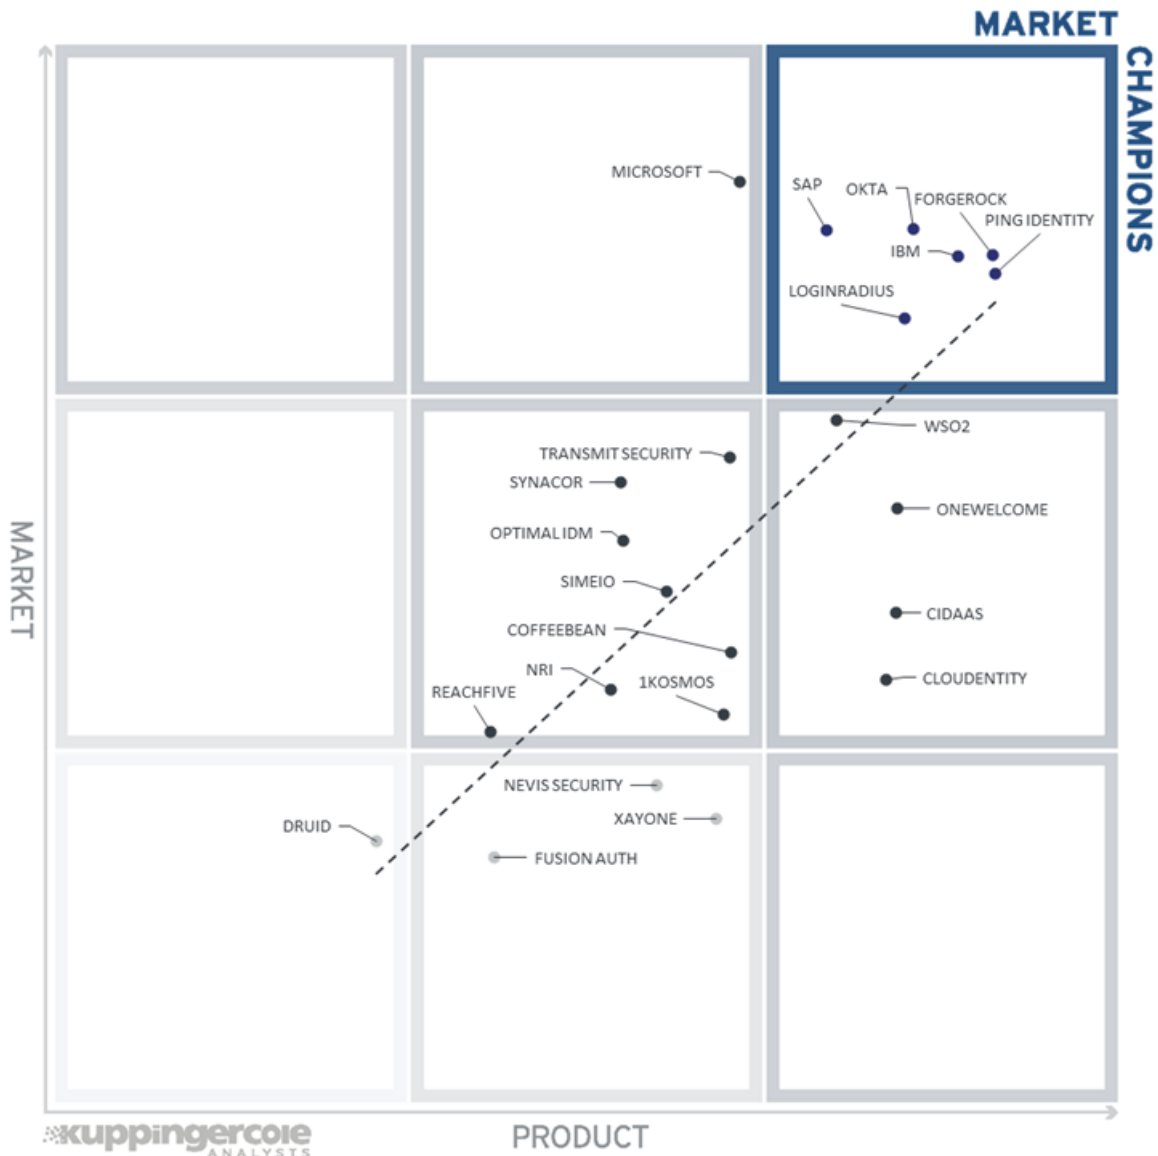 MARKET
CHAMPIONS
MICROSOFT
SAP
OKTA
FORGEROCK
PING IDENTITY
IBM
LOGINRADIUS
WSO2
TRANSMIT SECURITY
SYNACOR
ONEWELCOME
OPTIMAL IDM
SIMEIO
CIDAAS
COFFEEBEAN
NRI
1KOSMOS
CLOUDENTITY
REACHFIVE
NEVIS SECURITY
XAYONE
DRUID
FUSION AUTH
MARKET
PRODUCT
kuppingercole
ANALYSTS